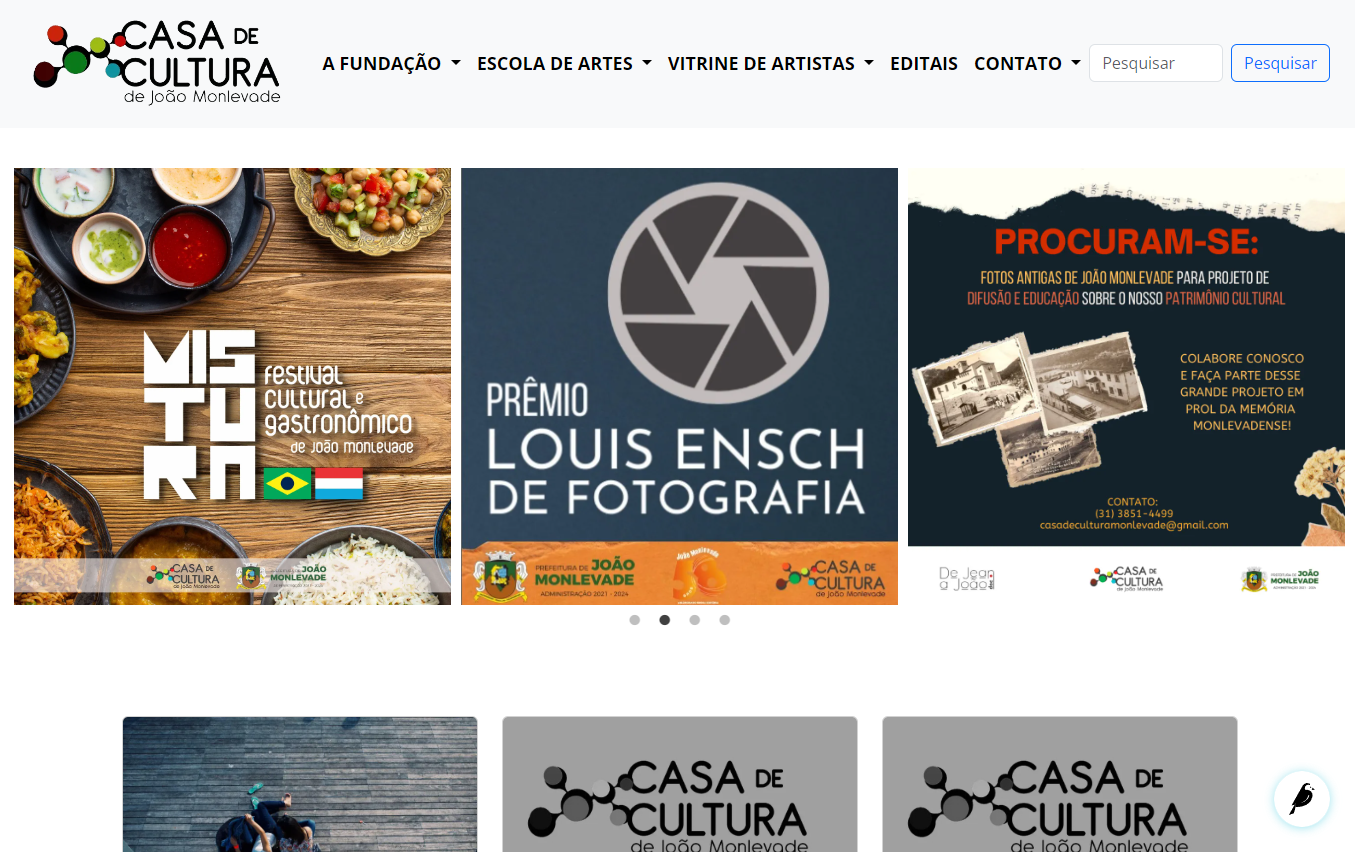 CASA DE
CULTURA
de João Monlevade
A FUNDAÇÃO
ESCOLA DE ARTES
VITRINE DE ARTISTAS
EDITAIS
CONTATO
Pesquisar
Pesquisar
MIS
TU
RA
festival
cultural e
gastronômico
de João Monlevade
CASA DE
CULTURA
de João Monlevade
PREFEITURA DE JOÃO
MONLEVADE
PRÊMIO
LOUIS ENSCH
DE FOTOGRAFIA
PREFEITURA DE JOÃO
MONLEVADE
ADMINISTRAÇÃO 2021 - 2024
João Monlevade
CASA DE
CULTURA
de João Monlevade
PROCURAM-SE:
FOTOS ANTIGAS DE JOÃO MONLEVADE PARA PROJETO DE
DIFUSÃO E EDUCAÇÃO SOBRE O NOSSO PATRIMÔNIO CULTURAL
COLABORE CONOSCO
E FAÇA PARTE DESSE
GRANDE PROJETO EM
PROL DA MEMÓRIA
MONLEVADENSE!
CONTATO:
(31) 3851-4499
casadeculturamonlevade@gmail.com
De Jean
a João
CASA DE
CULTURA
de João Monlevade
PREFEITURA DE JOÃO
MONLEVADE
CASA DE
CULTURA
de João Monlevade
CASA DE
CULTURA
de João Monlevade